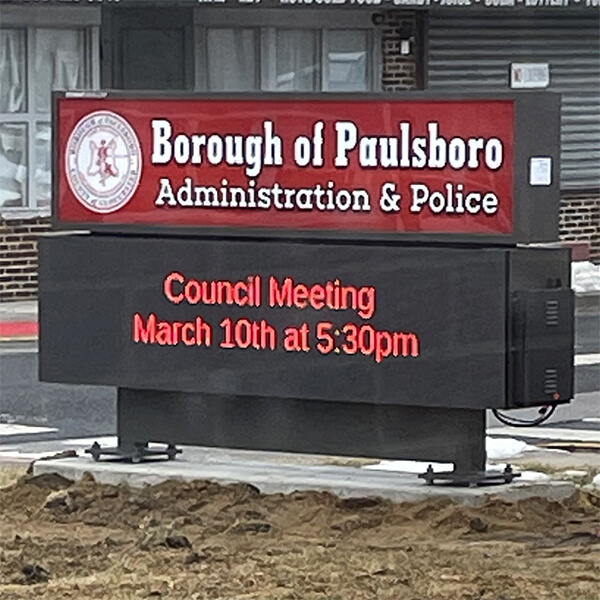 Borough of Paulsboro
Administration & Police
Council Meeting
March 10th at 5:30pm